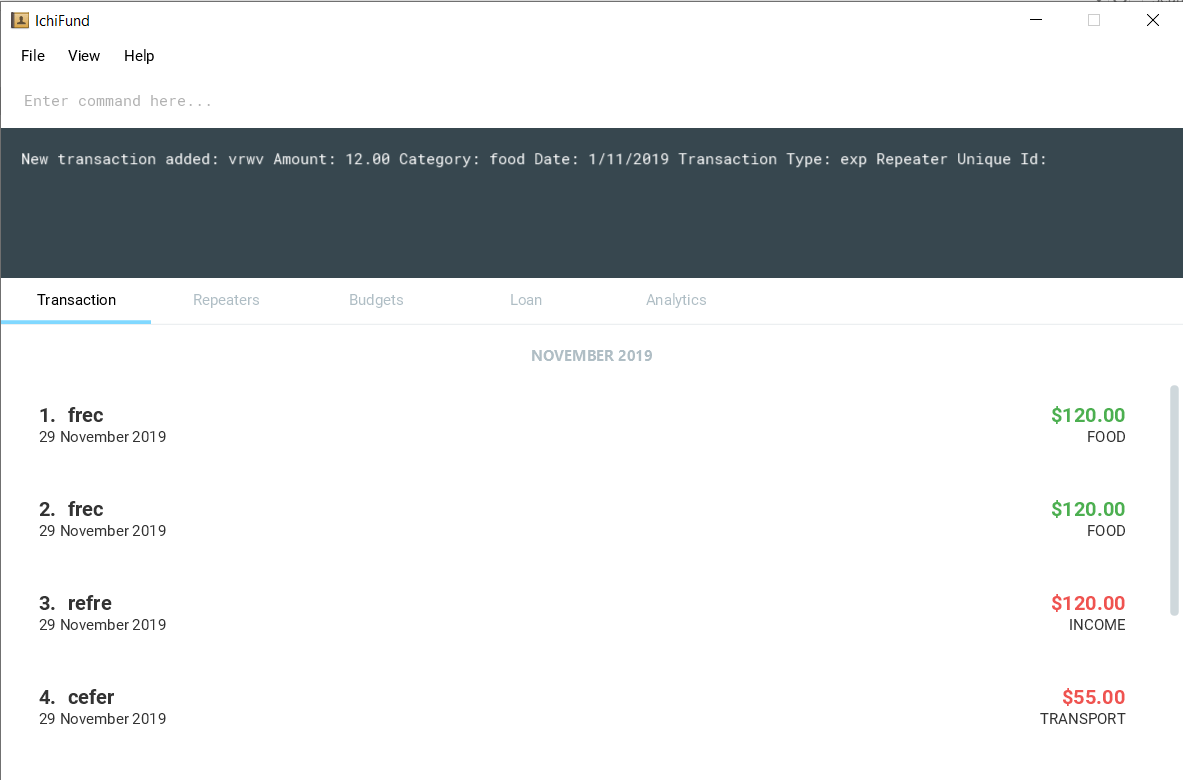 IchiFund
File View Help
Enter command here...
New transaction added: vrwv Amount: 12.00 Category: food Date: 1/11/2019 Transaction Type: exp Repeater Unique Id:
Transaction Repeaters Budgets Loan Analytics
NOVEMBER 2019
1. frec $120.00
29 November 2019 FOOD
2. frec $120.00
29 November 2019 FOOD
3. refre $120.00
29 November 2019 INCOME
4. cefer $55.00
29 November 2019 TRANSPORT